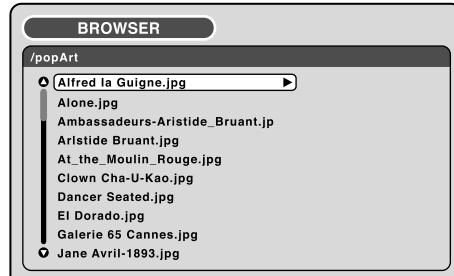 BROWSER
/popArt
Alfred la Guigne.jpg
Alone.jpg
Ambassadeurs-Aristide_Bruant.jp
Arlstide Bruant.jpg
At_the_Moulin_Rouge.jpg
Clown Cha-U-Kao.jpg
Dancer Seated.jpg
El Dorado.jpg
Galerie 65 Cannes.jpg
Jane Avril-1893.jpg